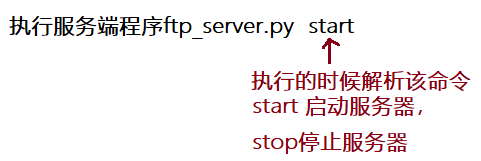 执行服务端程序ftp_server.py start
执行的时候解析该命令
start 启动服务器，
stop停止服务器